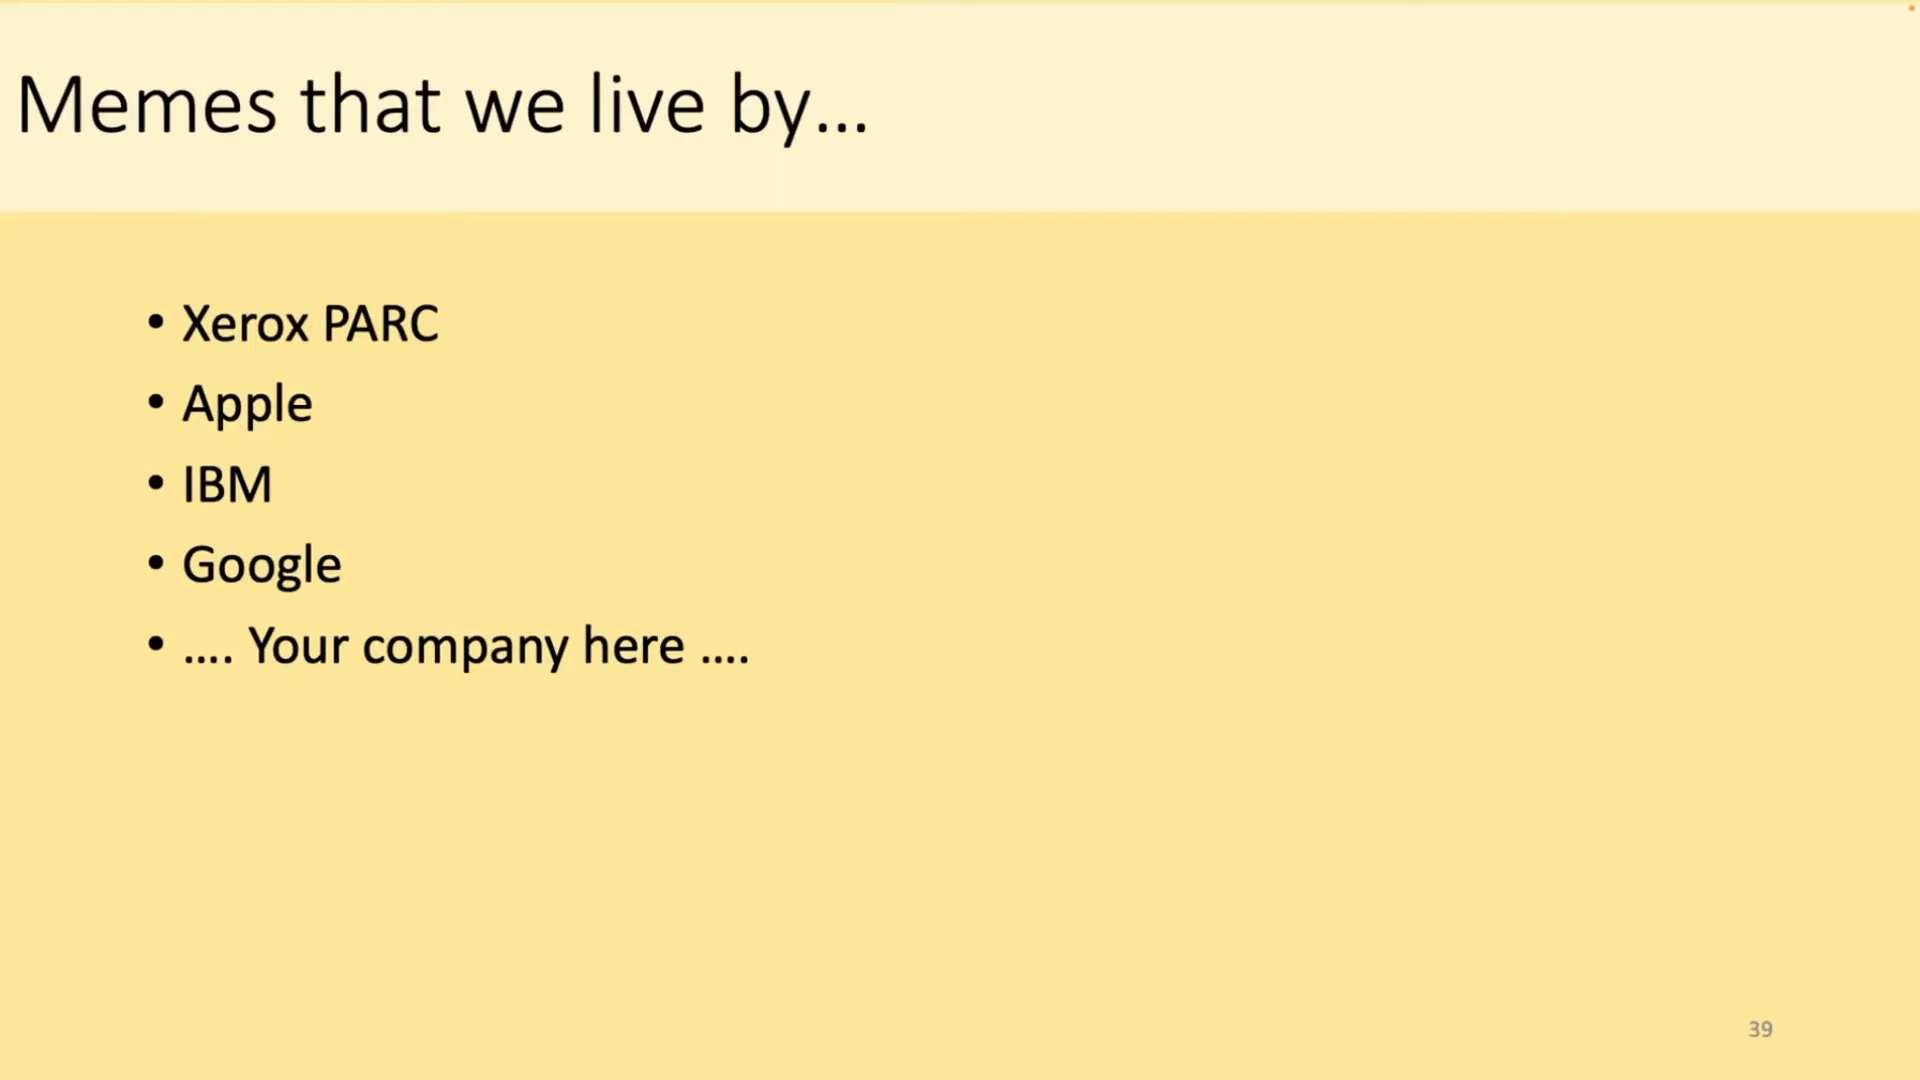 Memes that we live by...
• Xerox PARC
• Apple
• IBM
• Google
• .... Your company here ....
39